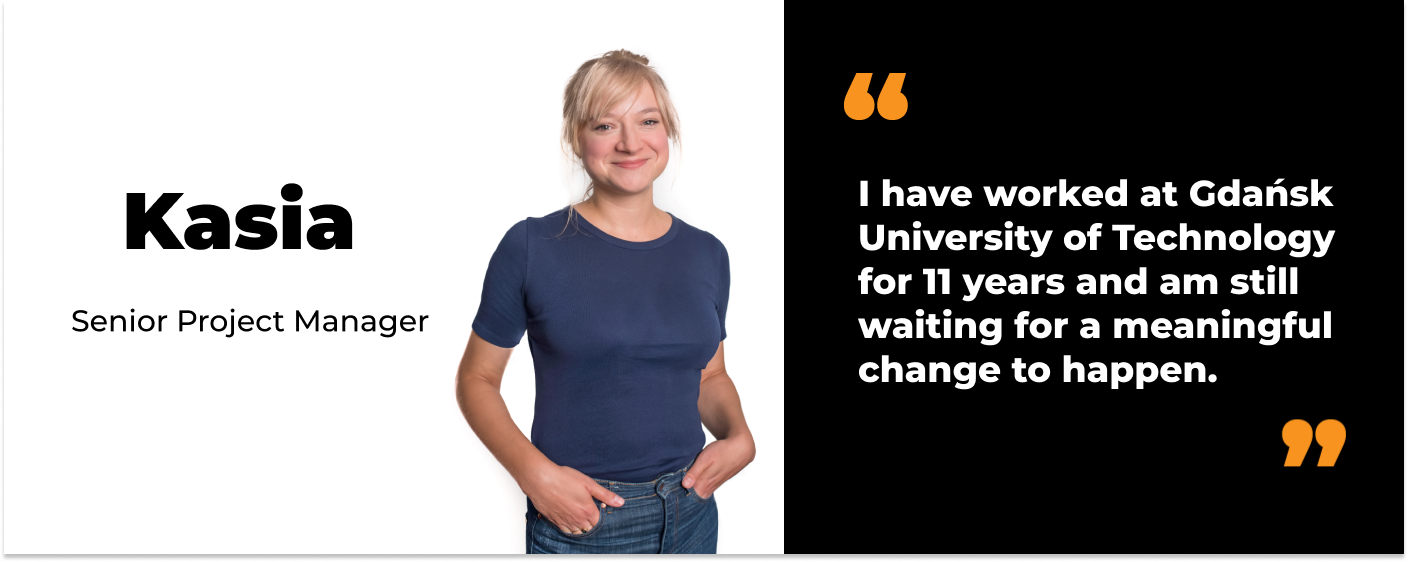 Kasia
Senior Project Manager
“
I have worked at Gdańsk
University of Technology
for 11 years and am still
waiting for a meaningful
change to happen.
”